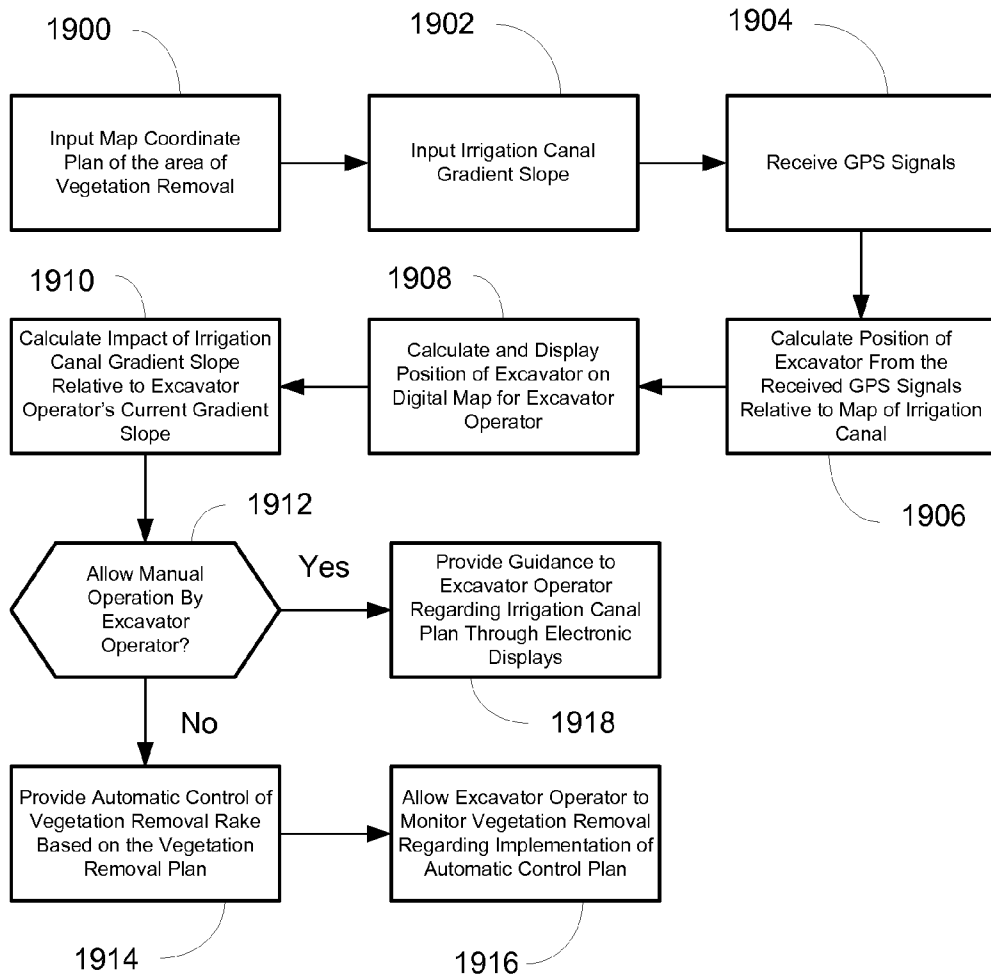 1900
1902
1904
Input Map Coordinate
Plan of the area of
Vegetation Removal
Input Irrigation Canal
Gradient Slope
Receive GPS Signals
1910
1908
Calculate Impact of Irrigation
Canal Gradient Slope
Relative to Excavator
Operator's Current Gradient
Slope
Calculate and Display
Position of Excavator on
Digital Map for Excavator
Operator
Calculate Position of
Excavator From the
Received GPS Signals
Relative to Map of Irrigation
Canal
1906
1912
Allow Manual
Operation By
Excavator
Operator?
Yes
Provide Guidance to
Excavator Operator
Regarding Irrigation Canal
Plan Through Electronic
Displays
1918
No
Provide Automatic Control of
Vegetation Removal Rake
Based on the Vegetation
Removal Plan
Allow Excavator Operator to
Monitor Vegetation Removal
Regarding Implementation of
Automatic Control Plan
1914
1916